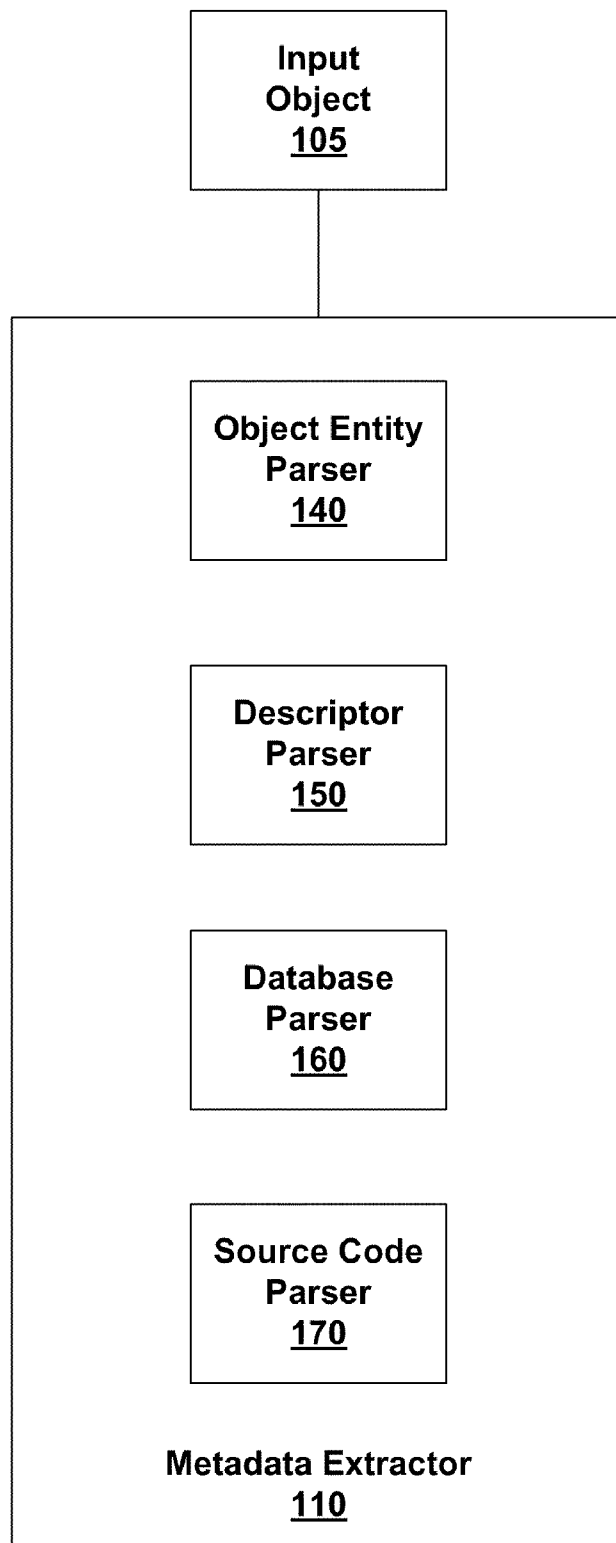 Input
Object
105
Object Entity
Parser
140
Descriptor
Parser
150
Database
Parser
160
Source Code
Parser
170
Metadata Extractor
110